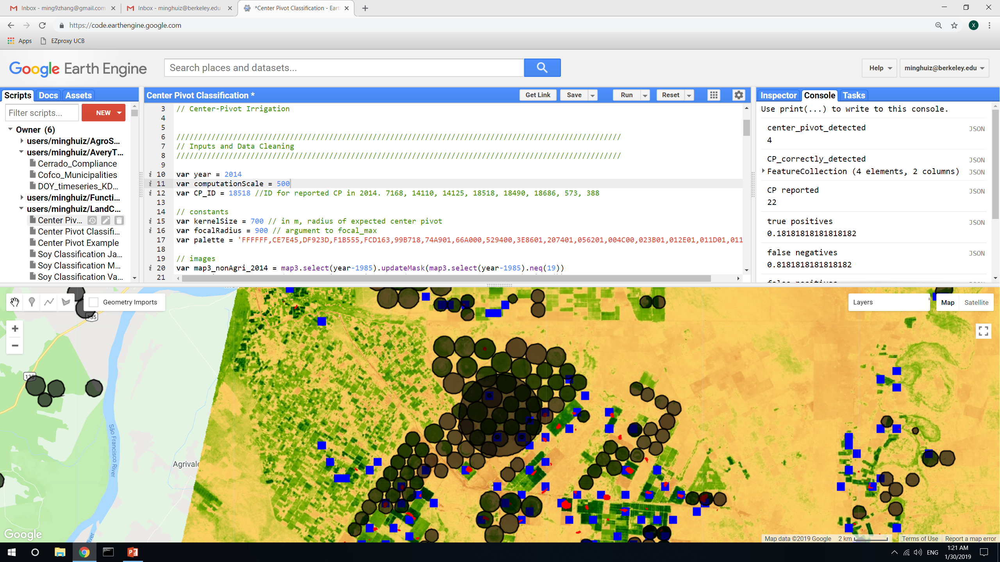 Inbox - ming9zhang@gmail.com
Inbox - minghuiz@berkeley.edu
*Center Pivot Classification - Eart
https://code.earthengine.google.com
X
Apps
EZproxy UCB
Google Earth Engine
Search places and datasets...
Help
minghuiz@berkeley.edu
Scripts
Docs
Assets
Filter scripts...
NEW
Owner (6)
users/minghuiz/AgroS...
users/minghuiz/AveryT...
Cerrado_Compliance
Cofco_Municipalities
DOY_timeseries_KD...
users/minghuiz/Functi...
users/minghuiz/LandC...
Center Piv...
Center Pivot Classifi...
Center Pivot Example
Soy Classification Ja...
Soy Classification M...
Soy Classification Va...
Center Pivot Classification *
Get Link
Save
Run
Reset
3 // Center-Pivot Irrigation
4
5
6 //////////////////////////////////////////////////////////////////////////////////////////////////////
7 // Inputs and Data Cleaning
8 //////////////////////////////////////////////////////////////////////////////////////////////////////
9
i 10 var year = 2014
i 11 var computationScale = 500
i 12 var CP_ID = 18518 //ID for reported CP in 2014. 7168, 14110, 14125, 18518, 18490, 18686, 573, 388
13
14 // constants
i 15 var kernelSize = 700 // in m, radius of expected center pivot
i 16 var focalRadius = 900 // argument to focal_max
17 var palette = 'FFFFFF,CE7E45,DF923D,F1B555,FCD163,99B718,74A901,66A000,529400,3E8601,207401,056201,004C00,023B01,012E01,011D01,011
18
19 // images
i 20 var map3_nonAgri_2014 = map3.select(year-1985).updateMask(map3.select(year-1985).neq(19))
21
Inspector
Console
Tasks
Use print(...) to write to this console.
center_pivot_detected JSON
4
CP_correctly_detected JSON
FeatureCollection (4 elements, 2 columns) JSON
CP reported JSON
22
true positives JSON
0.18181818181818182
false negatives JSON
0.8181818181818182
false positives JSON
Geometry Imports
Layers
Map
Satellite
135
135
São Francisco River
Agrivale
River
Google
Map data ©2019 Google
2 km
Terms of Use
Report a map error
ENG
1:21 AM
1/30/2019